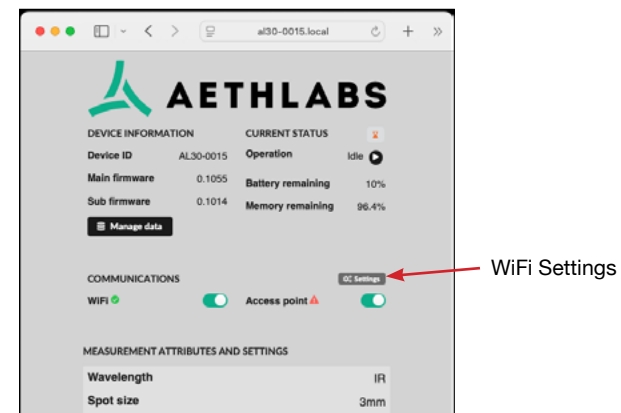 al30-0015.local
AETHLABS
DEVICE INFORMATION
Device ID AL30-0015
Main firmware 0.1055
Sub firmware 0.1014
Manage data
CURRENT STATUS
Operation Idle
Battery remaining 10%
Memory remaining 96.4%
COMMUNICATIONS
Settings
WiFi Settings
WiFi
Access point
MEASUREMENT ATTRIBUTES AND SETTINGS
Wavelength IR
Spot size 3mm